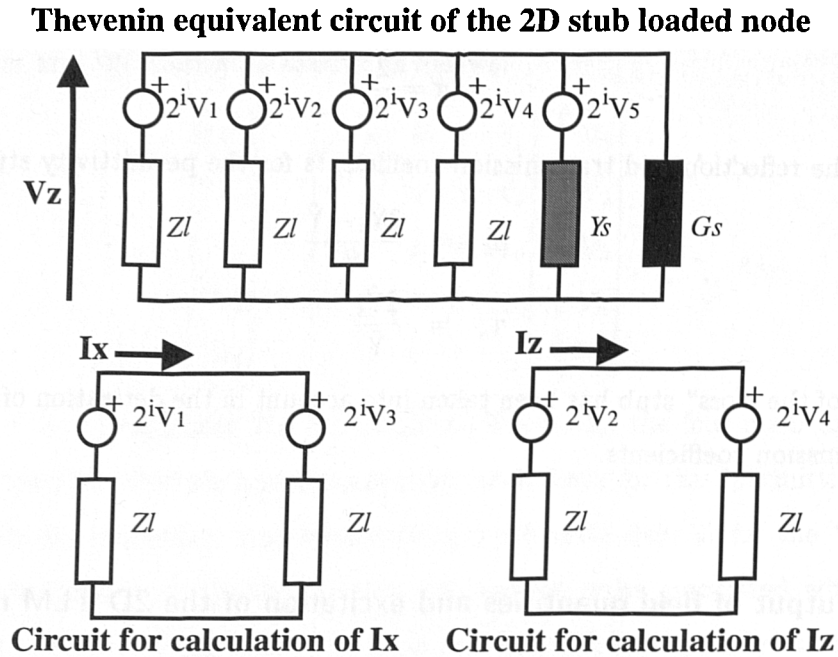 Thevenin equivalent circuit of the 2D stub loaded node
2ⁱV1 2ⁱV2 2ⁱV3 2ⁱV4 2ⁱV5
Vz
Zl Zl Zl Zl Ys Gs
Ix Iz
2ⁱV1 2ⁱV3 2ⁱV2 2ⁱV4
Zl Zl Zl Zl
Circuit for calculation of Ix Circuit for calculation of Iz